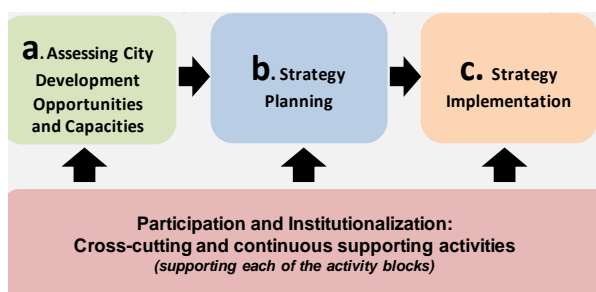 a. Assessing City
Development
Opportunities
and Capacities
b. Strategy
Planning
c. Strategy
Implementation
Participation and Institutionalization:
Cross-cutting and continuous supporting activities
(supporting each of the activity blocks)